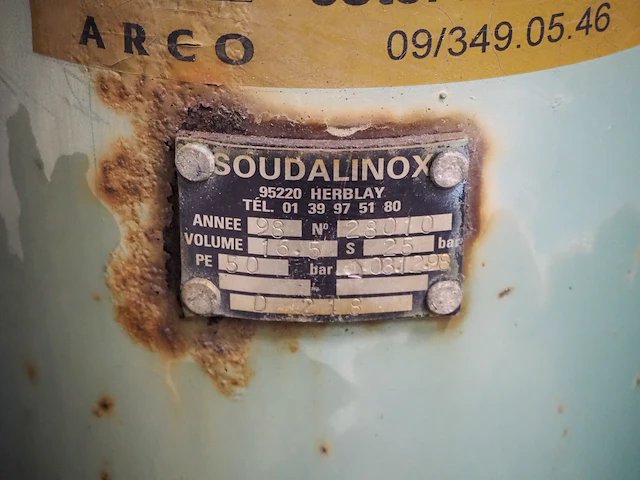 ARCO
09/349.05.46
SOUDALINOX
95220 HERBLAY
TÉL. 01 39 97 51 80
ANNEE 98 N° 28010
VOLUME 16.5 S 25 bar
PE 50 bar 031298